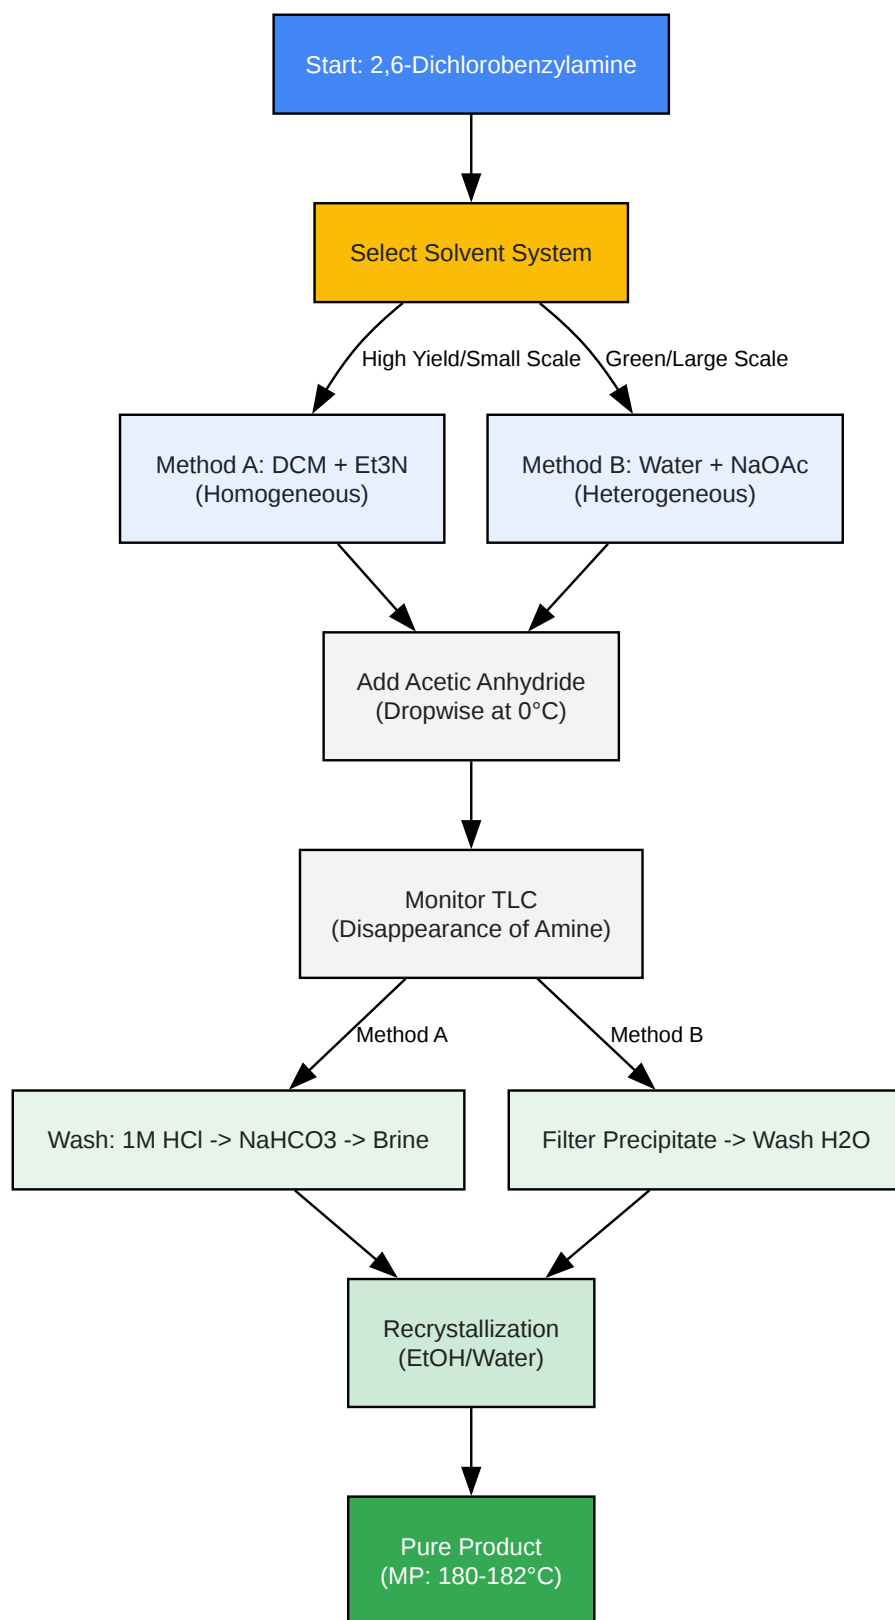 Start: 2,6-Dichlorobenzylamine
Select Solvent System
High Yield/Small Scale
Green/Large Scale
Method A: DCM + Et3N
(Homogeneous)
Method B: Water + NaOAc
(Heterogeneous)
Add Acetic Anhydride
(Dropwise at 0°C)
Monitor TLC
(Disappearance of Amine)
Method A
Method B
Wash: 1M HCl -> NaHCO3 -> Brine
Filter Precipitate -> Wash H2O
Recrystallization
(EtOH/Water)
Pure Product
(MP: 180-182°C)